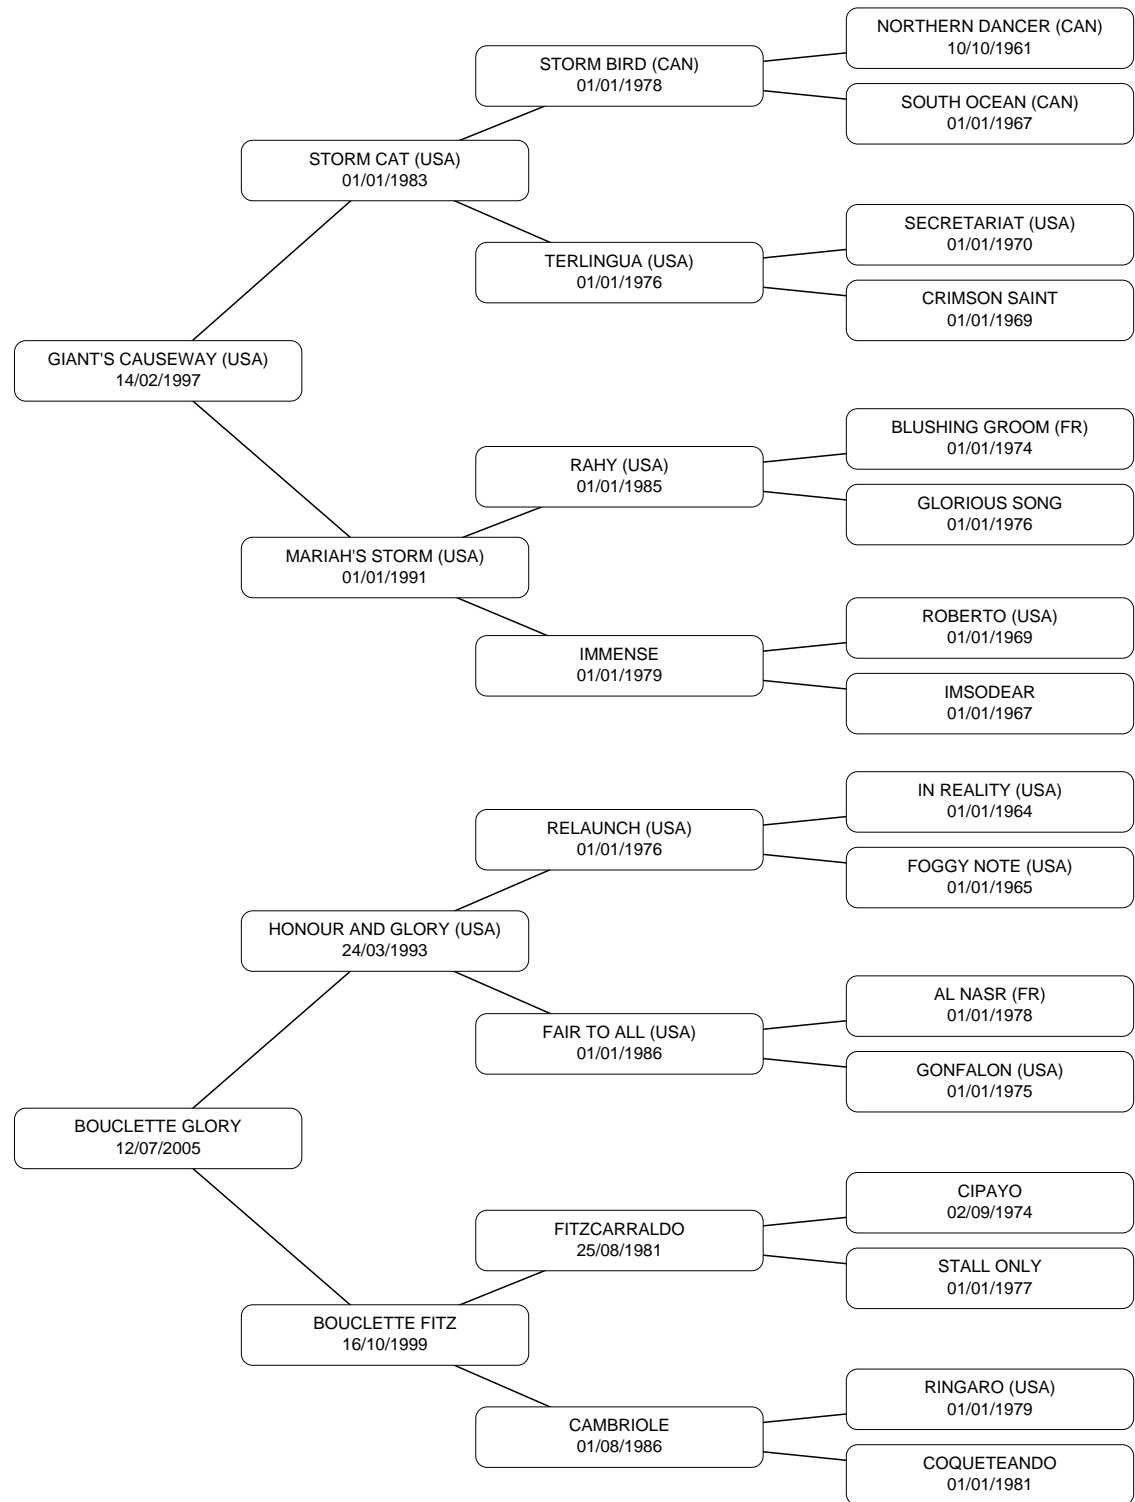 NORTHERN DANCER (CAN)
10/10/1961
STORM BIRD (CAN)
01/01/1978
SOUTH OCEAN (CAN)
01/01/1967
STORM CAT (USA)
01/01/1983
SECRETARIAT (USA)
01/01/1970
TERLINGUA (USA)
01/01/1976
CRIMSON SAINT
01/01/1969
GIANT'S CAUSEWAY (USA)
14/02/1997
BLUSHING GROOM (FR)
01/01/1974
RAHY (USA)
01/01/1985
GLORIOUS SONG
01/01/1976
MARIAH'S STORM (USA)
01/01/1991
ROBERTO (USA)
01/01/1969
IMMENSE
01/01/1979
IMSODEAR
01/01/1967
IN REALITY (USA)
01/01/1964
RELAUNCH (USA)
01/01/1976
FOGGY NOTE (USA)
01/01/1965
HONOUR AND GLORY (USA)
24/03/1993
AL NASR (FR)
01/01/1978
FAIR TO ALL (USA)
01/01/1986
GONFALON (USA)
01/01/1975
BOUCLETTE GLORY
12/07/2005
CIPAYO
02/09/1974
FITZCARRALDO
25/08/1981
STALL ONLY
01/01/1977
BOUCLETTE FITZ
16/10/1999
RINGARO (USA)
01/01/1979
CAMBRIOLE
01/08/1986
COQUETEANDO
01/01/1981